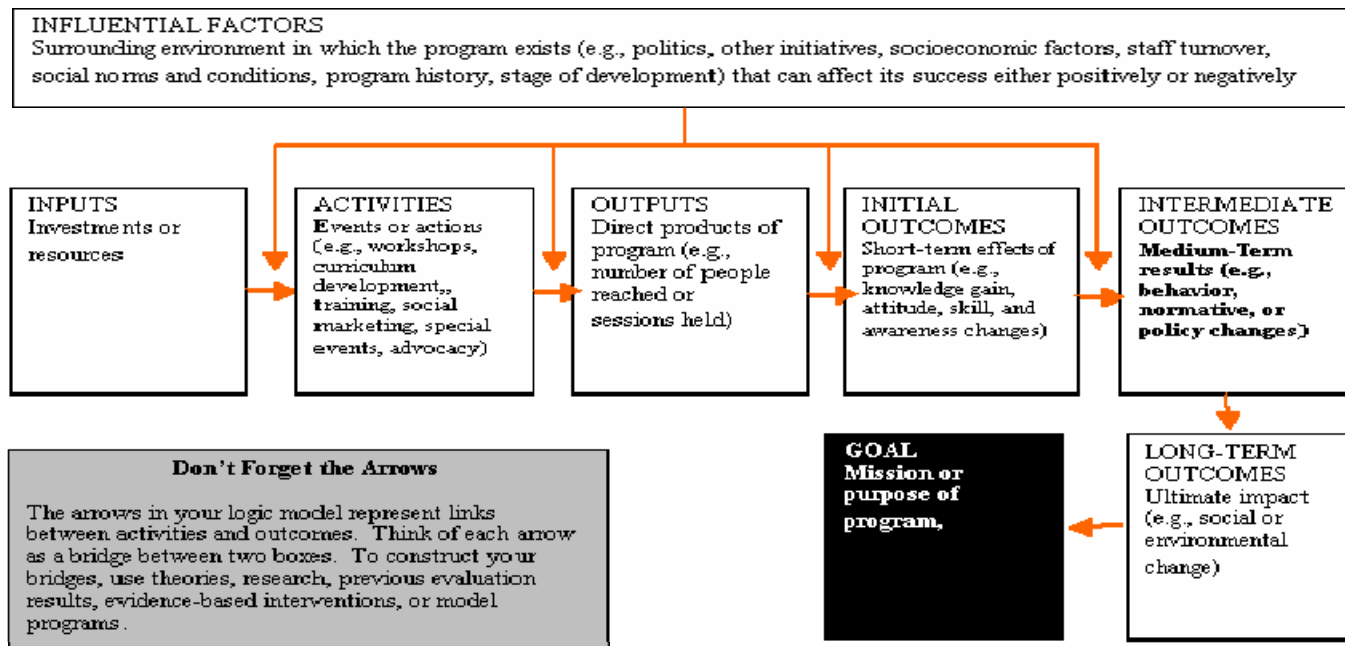 INFLUENTIAL FACTORS
Surrounding environment in which the program exists (e.g., politics, other initiatives, socioeconomic factors, staff turnover,
social norms and conditions, program history, stage of development) that can affect its success either positively or negatively
INPUTS
Investments or
resources
ACTIVITIES
Events or actions
(e.g., workshops,
curriculum
development,,
training, social
marketing, special
events, advocacy)
OUTPUTS
Direct products of
program (e.g.,
number of people
reached or
sessions held)
INITIAL
OUTCOMES
Short-term effects of
program (e.g.,
knowledge gain,
attitude, skill, and
awareness changes)
INTERMEDIATE
OUTCOMES
Medium-Term
results (e.g.,
behavior,
normative, or
policy changes)
Don't Forget the Arrows
The arrows in your logic model represent links
between activities and outcomes. Think of each arrow
as a bridge between two boxes. To construct your
bridges, use theories, research, previous evaluation
results, evidence-based interventions, or model
programs.
GOAL
Mission or
purpose of
program,
LONG-TERM
OUTCOMES
Ultimate impact
(e.g., social or
environmental
change)